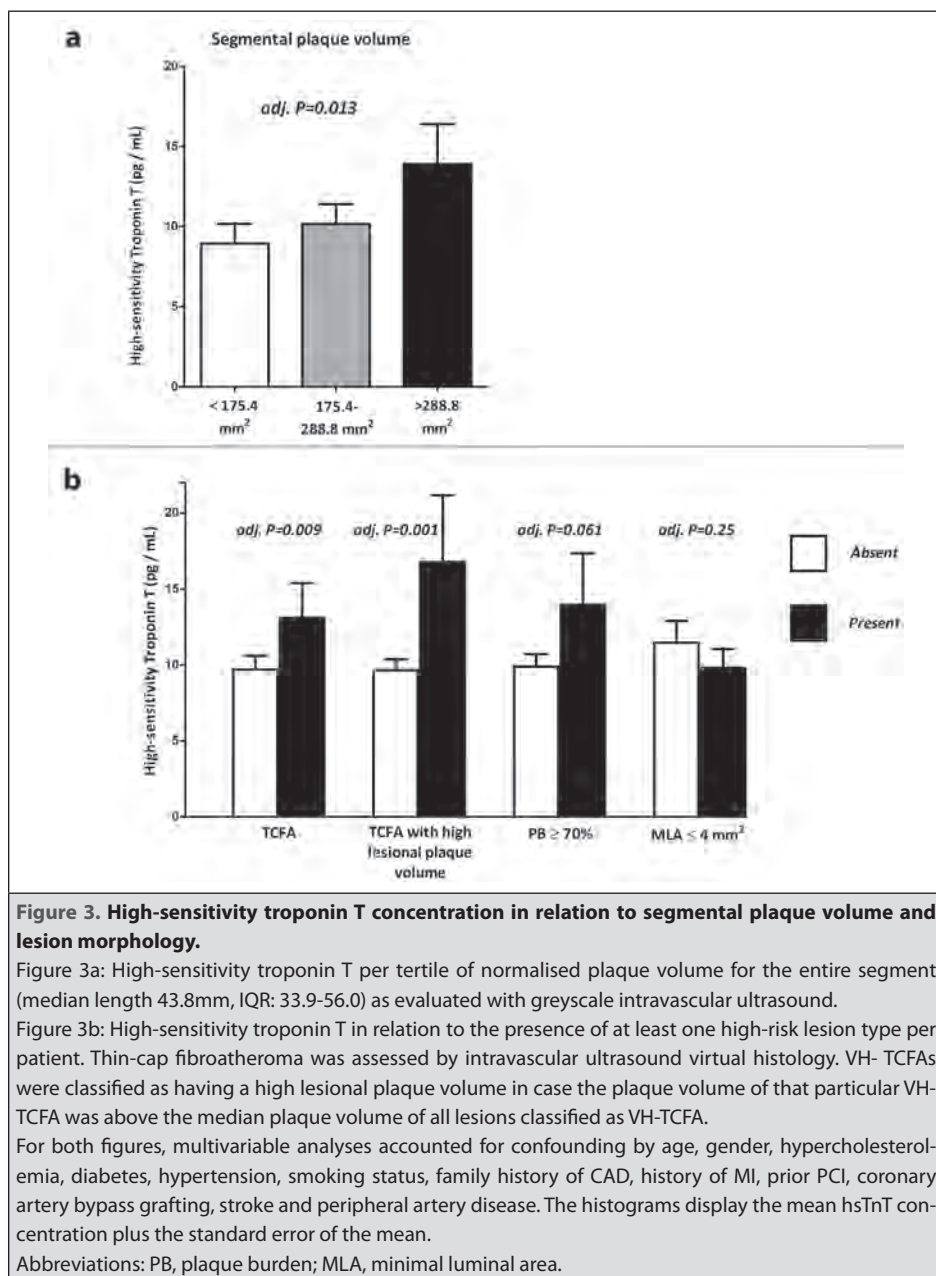 a
Segmental plaque volume
20
adj. P=0.013
15
10
5
0
High-sensitivity Troponin T (pg / mL)
< 175.4 mm²
175.4-288.8 mm²
>288.8 mm²
b
20
15
10
5
0
High-sensitivity Troponin T (pg / mL)
adj. P=0.009
adj. P=0.001
adj. P=0.061
adj. P=0.25
Absent
Present
TCFA
TCFA with high
lesional plaque
volume
PB ≥ 70%
MLA ≤ 4 mm²
Figure 3. High-sensitivity troponin T concentration in relation to segmental plaque volume and
lesion morphology.
Figure 3a: High-sensitivity troponin T per tertile of normalised plaque volume for the entire segment
(median length 43.8mm, IQR: 33.9-56.0) as evaluated with greyscale intravascular ultrasound.
Figure 3b: High-sensitivity troponin T in relation to the presence of at least one high-risk lesion type per
patient. Thin-cap fibroatheroma was assessed by intravascular ultrasound virtual histology. VH- TCFAs
were classified as having a high lesional plaque volume in case the plaque volume of that particular VH-
TCFA was above the median plaque volume of all lesions classified as VH-TCFA.
For both figures, multivariable analyses accounted for confounding by age, gender, hypercholesterol-
emia, diabetes, hypertension, smoking status, family history of CAD, history of MI, prior PCI, coronary
artery bypass grafting, stroke and peripheral artery disease. The histograms display the mean hsTnT con-
centration plus the standard error of the mean.
Abbreviations: PB, plaque burden; MLA, minimal luminal area.